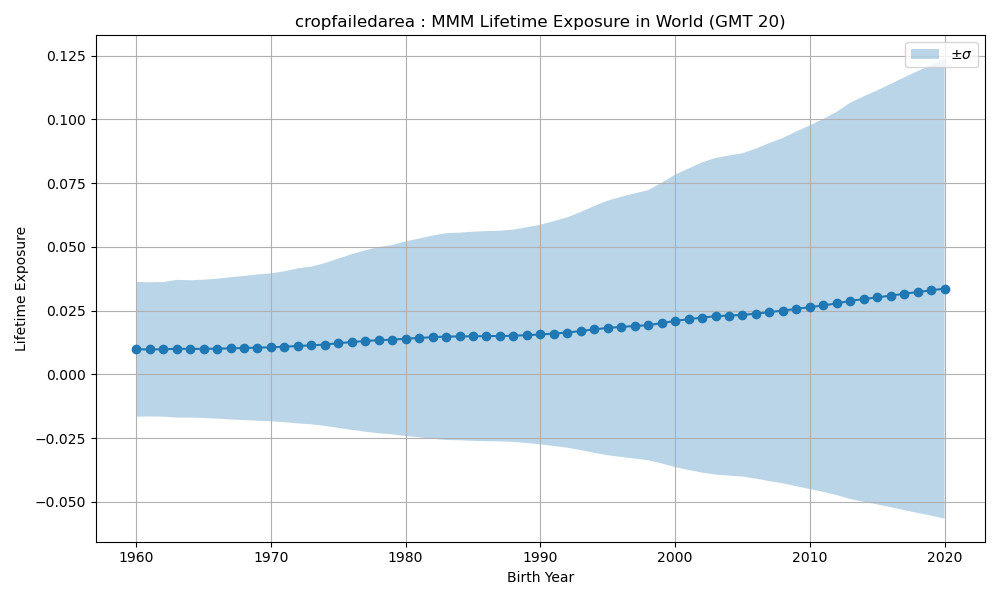 cropfailedarea : MMM Lifetime Exposure in World (GMT 20)
±σ
0.125
0.100
0.075
0.050
0.025
0.000
−0.025
−0.050
Lifetime Exposure
1960 1970 1980 1990 2000 2010 2020
Birth Year